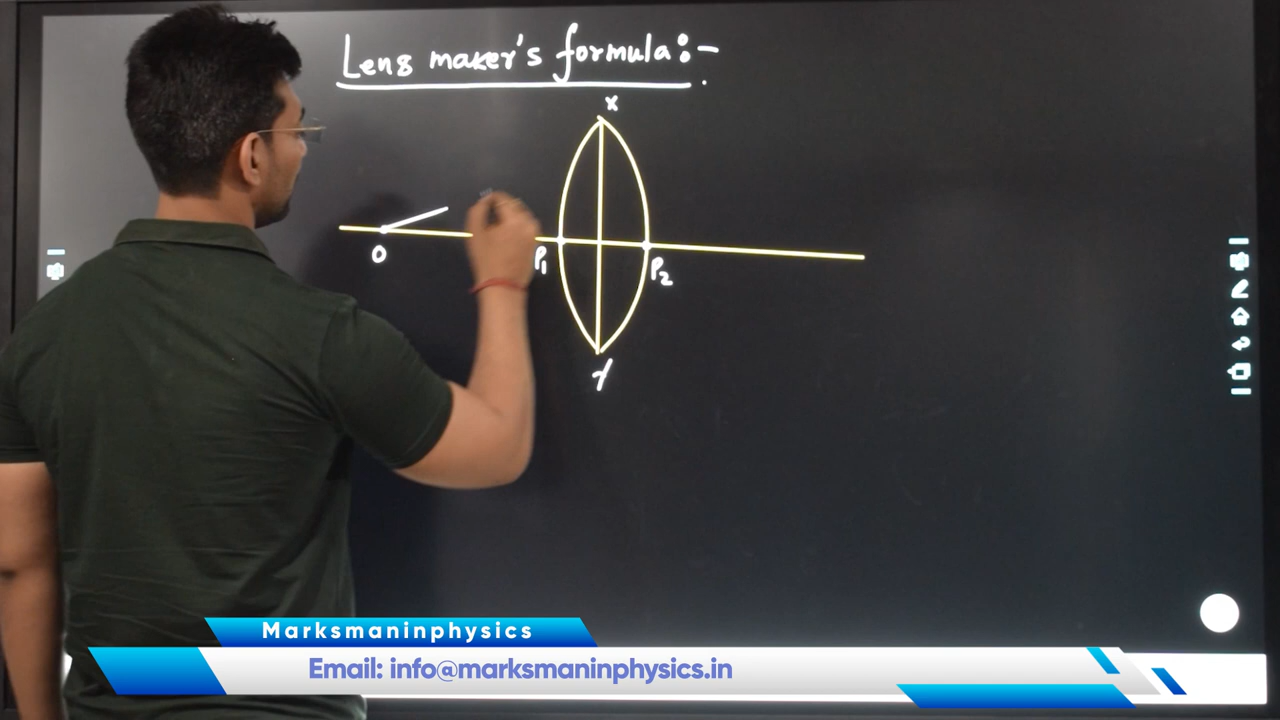 Lens maker's formula:-
x
O
P1
P2
y
Marksmaninphysics
Email: info@marksmaninphysics.in